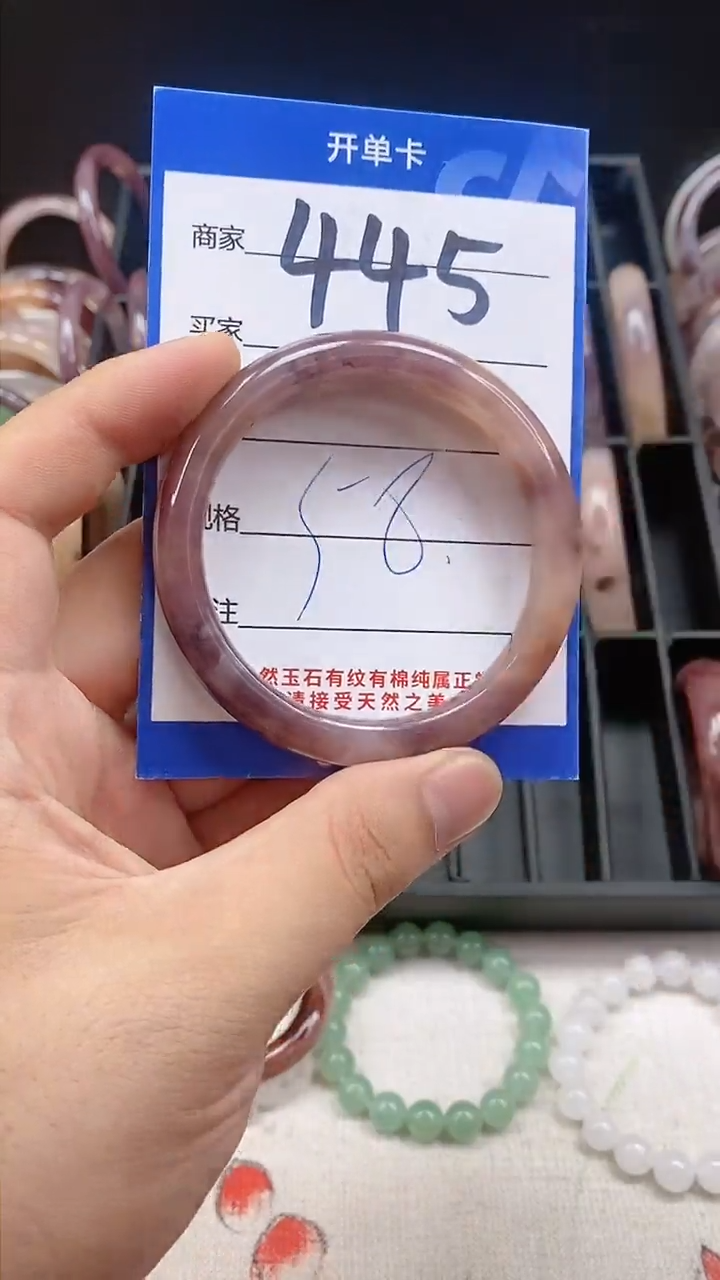 开单卡
商家 445
买家
格 58.
注
然玉石有纹有棉纯属正
请接受天然之美